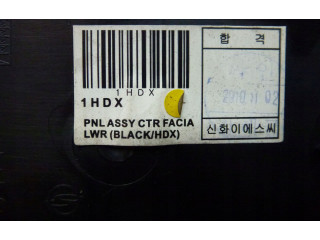 1HDX
합 격
1HDX
PNL ASSY CTR FACIA
LWR (BLACK/HDX)
신화이에스씨